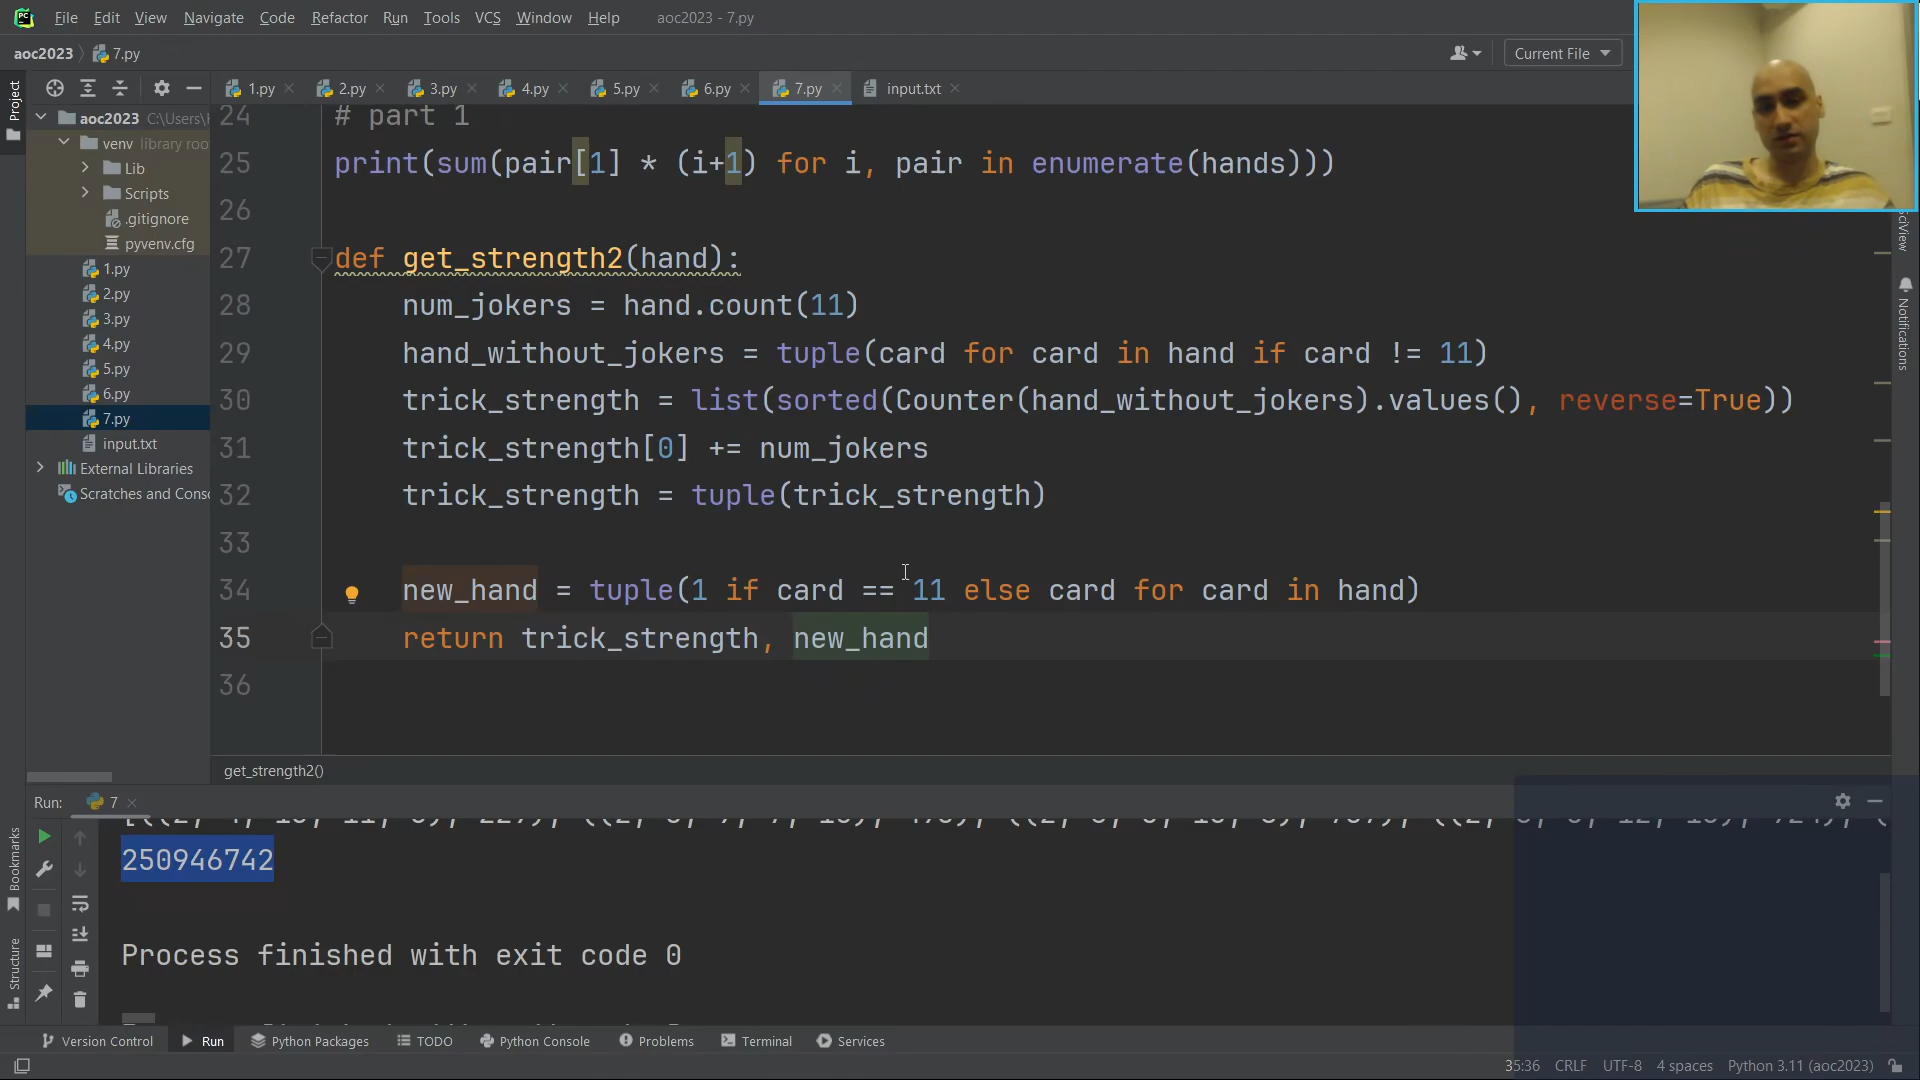 PC File Edit View Navigate Code Refactor Run Tools VCS Window Help aoc2023 - 7.py
aoc2023 7.py Current File
Project
1.py 2.py 3.py 4.py 5.py 6.py 7.py input.txt
aoc2023 C:\Users\
venv library roo
Lib
Scripts
.gitignore
pyvenv.cfg
1.py
2.py
3.py
4.py
5.py
6.py
7.py
input.txt
External Libraries
Scratches and Conso
24 # part 1
25 print(sum(pair[1] * (i+1) for i, pair in enumerate(hands)))
26
27 def get_strength2(hand):
28 num_jokers = hand.count(11)
29 hand_without_jokers = tuple(card for card in hand if card != 11)
30 trick_strength = list(sorted(Counter(hand_without_jokers).values(), reverse=True))
31 trick_strength[0] += num_jokers
32 trick_strength = tuple(trick_strength)
33
34 new_hand = tuple(1 if card == 11 else card for card in hand)
35 return trick_strength, new_hand
36
get_strength2()
SciView
Notifications
Run: 7
250946742
Process finished with exit code 0
Bookmarks
Structure
Version Control Run TODO Python Packages Python Console Problems Terminal Services
35:36 CRLF UTF-8 4 spaces Python 3.11 (aoc2023)